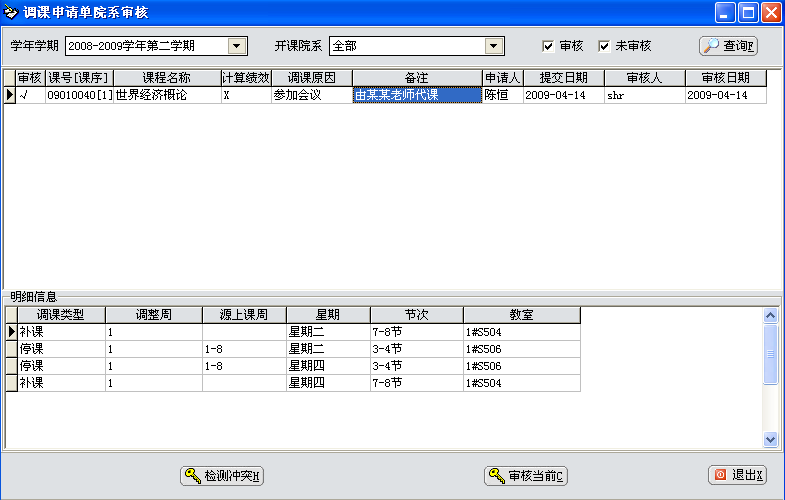 调课申请单院系审核
学年学期 2008-2009学年第二学期 开课院系 全部 审核 未审核 查询F
审核 课号[课序] 课程名称 计算绩效 调课原因 备注 申请人 提交日期 审核人 审核日期
√ 09010040[1] 世界经济概论 X 参加会议 由某某老师代课 陈恒 2009-04-14 shr 2009-04-14
明细信息
调课类型 调整周 源上课周 星期 节次 教室
补课 1 星期二 7-8节 1#S504
停课 1 1-8 星期二 3-4节 1#S506
停课 1 1-8 星期四 3-4节 1#S506
补课 1 星期四 7-8节 1#S504
检测冲突H 审核当前C 退出X